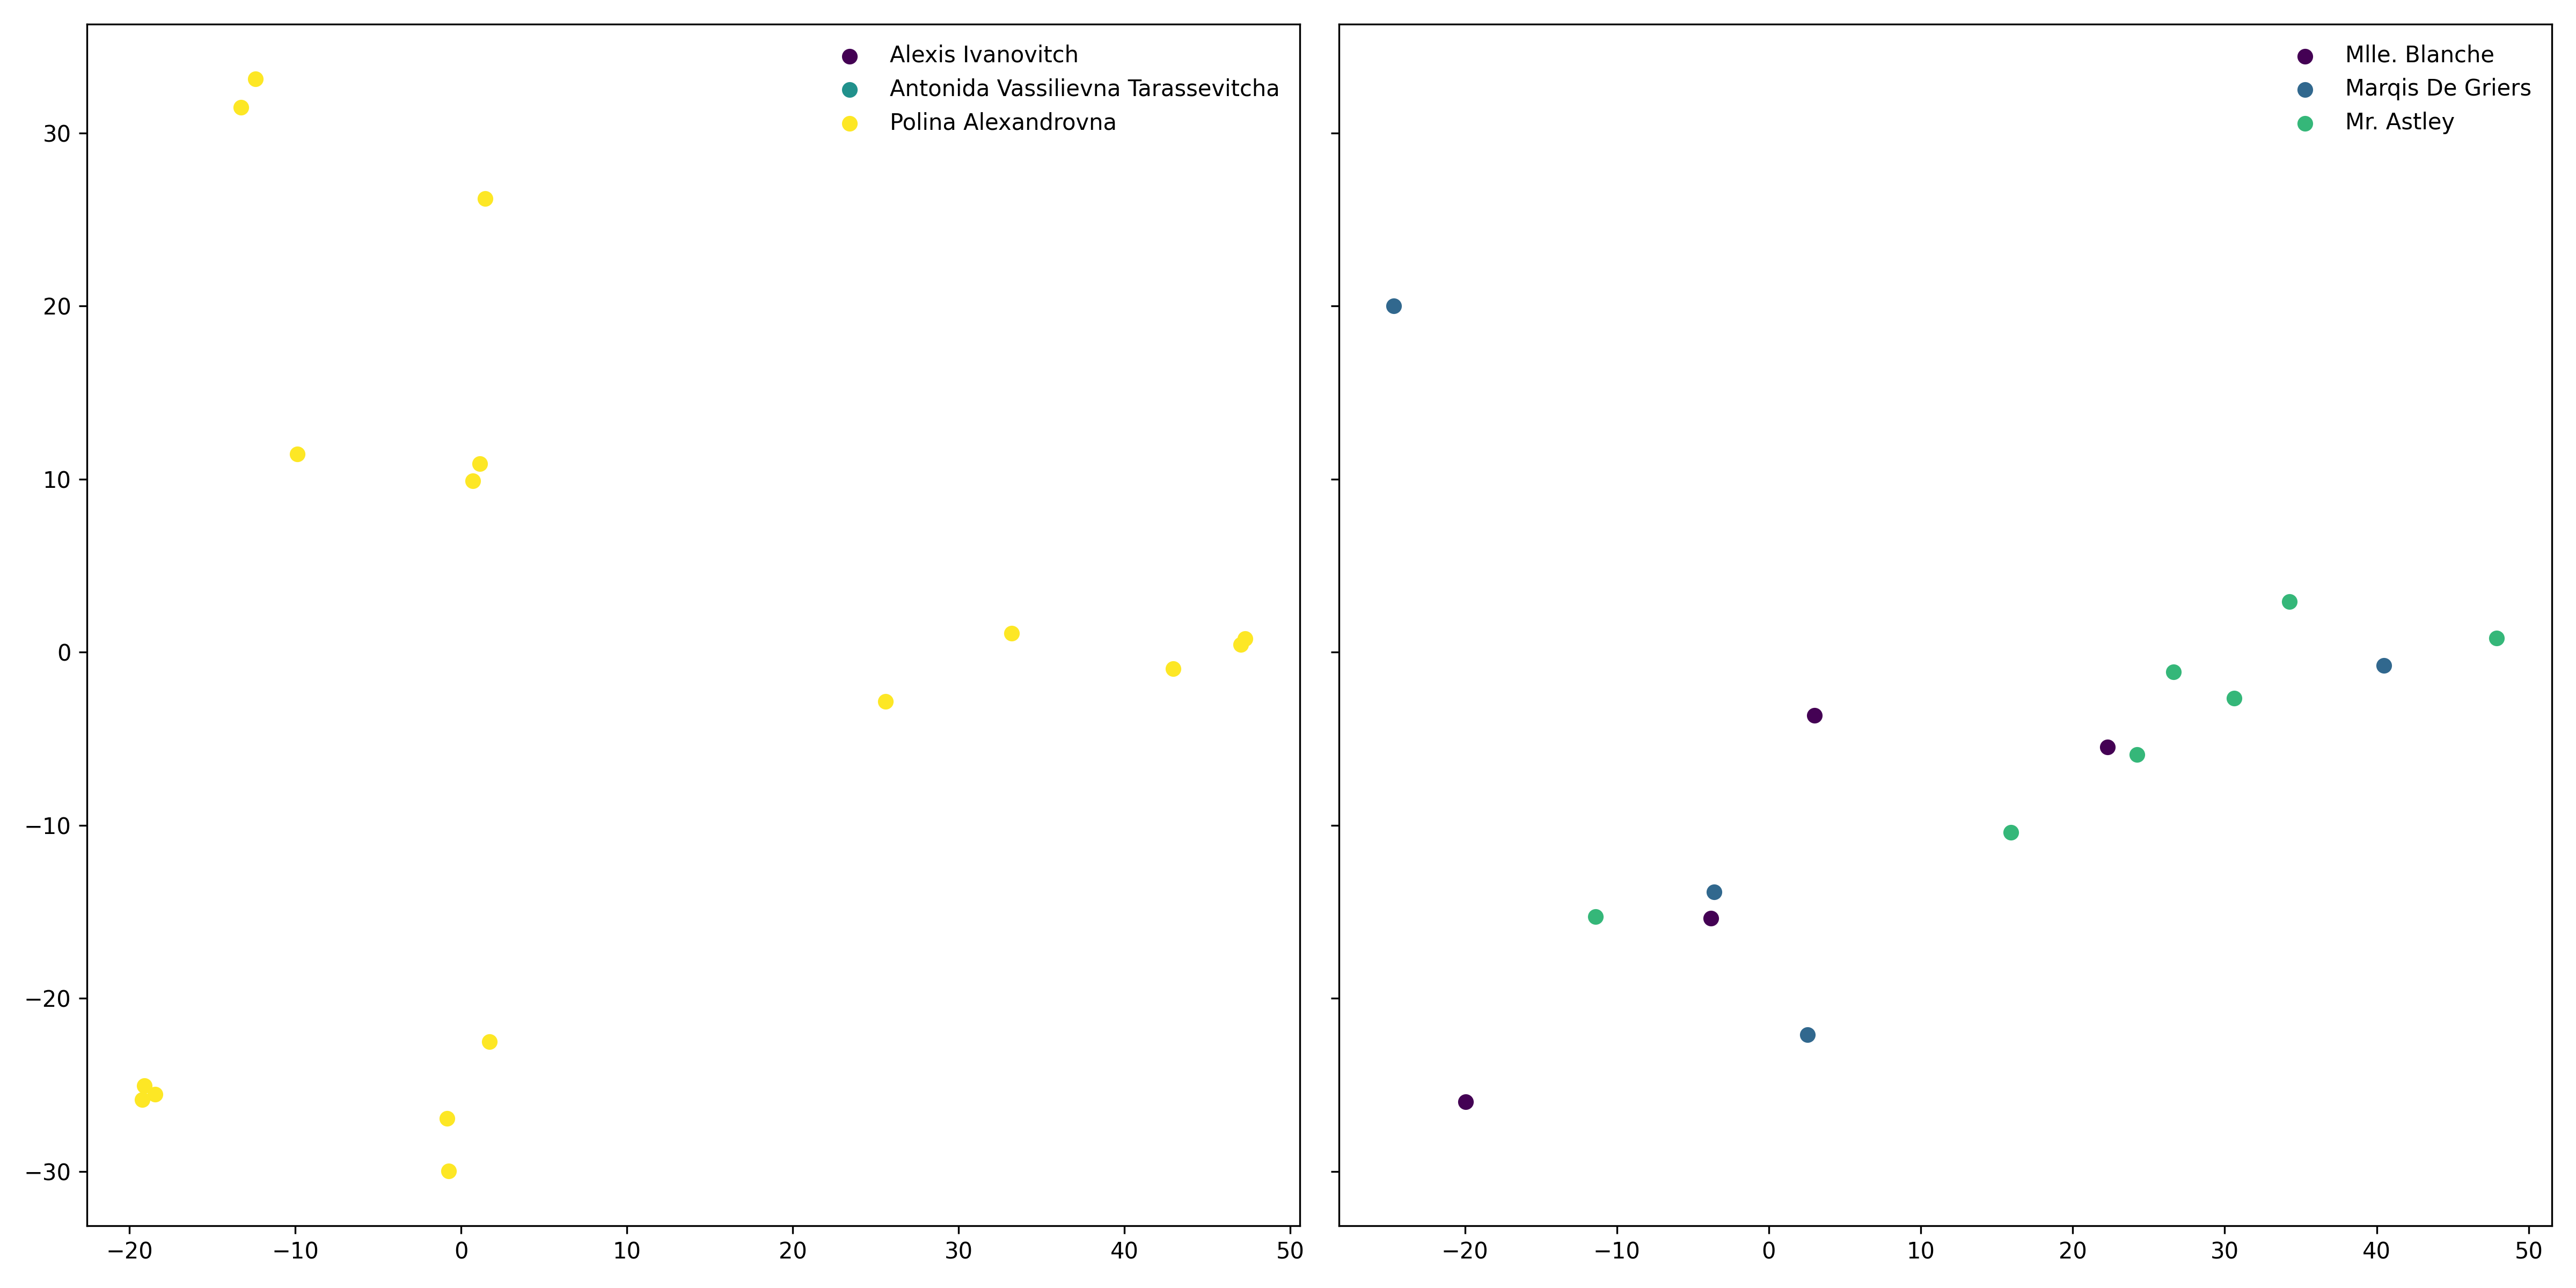 Alexis Ivanovitch
Antonida Vassilievna Tarassevitcha
Polina Alexandrovna
30
20
10
0
−10
−20
−30
−20 −10 0 10 20 30 40 50
Mlle. Blanche
Marqis De Griers
Mr. Astley
−20 −10 0 10 20 30 40 50